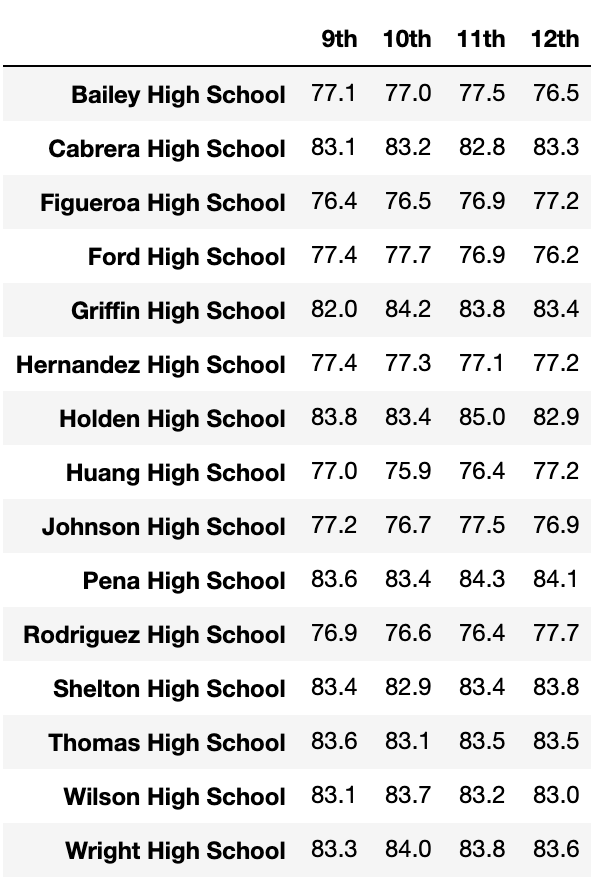 9th 10th 11th 12th
Bailey High School 77.1 77.0 77.5 76.5
Cabrera High School 83.1 83.2 82.8 83.3
Figueroa High School 76.4 76.5 76.9 77.2
Ford High School 77.4 77.7 76.9 76.2
Griffin High School 82.0 84.2 83.8 83.4
Hernandez High School 77.4 77.3 77.1 77.2
Holden High School 83.8 83.4 85.0 82.9
Huang High School 77.0 75.9 76.4 77.2
Johnson High School 77.2 76.7 77.5 76.9
Pena High School 83.6 83.4 84.3 84.1
Rodriguez High School 76.9 76.6 76.4 77.7
Shelton High School 83.4 82.9 83.4 83.8
Thomas High School 83.6 83.1 83.5 83.5
Wilson High School 83.1 83.7 83.2 83.0
Wright High School 83.3 84.0 83.8 83.6